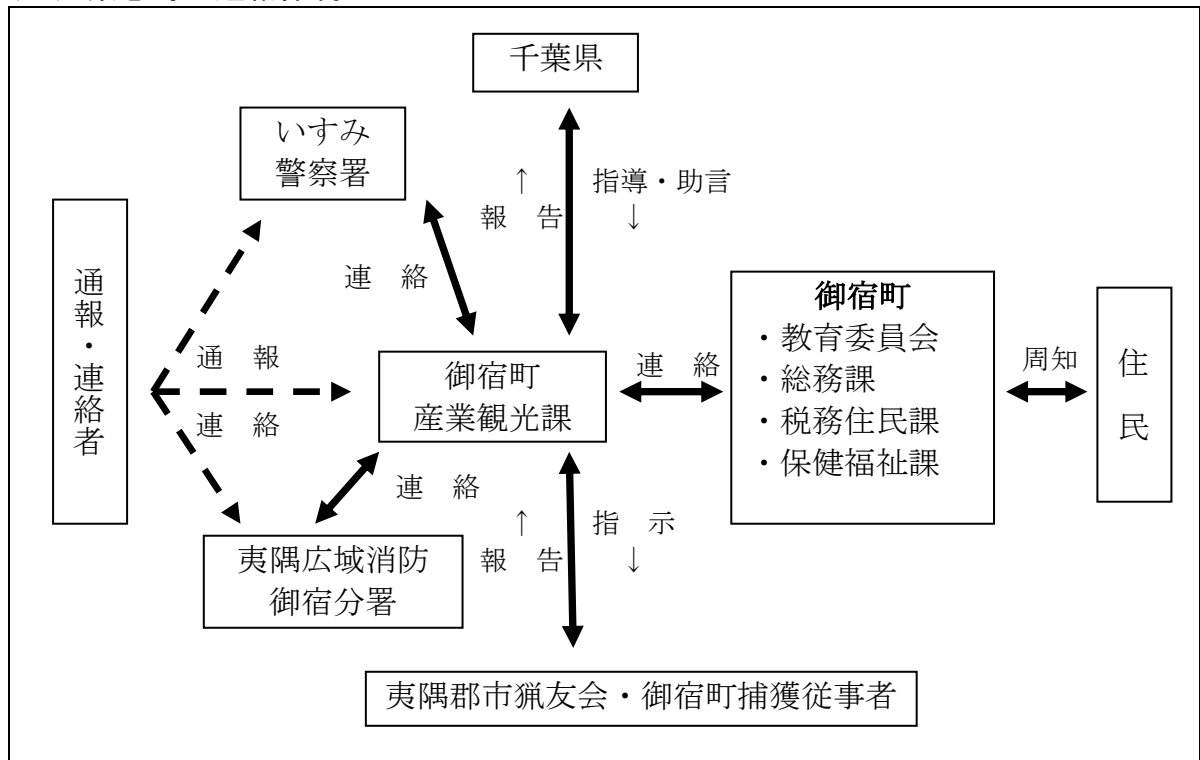 千葉県
いすみ
警察署
↑
報　告
指導・助言
↓
通報・連絡者
連　絡
通　報
連　絡
御宿町
産業観光課
連　絡
御宿町
・教育委員会
・総務課
・税務住民課
・保健福祉課
周知
住民
連　絡
夷隅広域消防
御宿分署
↑
報　告
指　示
↓
夷隅郡市猟友会・御宿町捕獲従事者